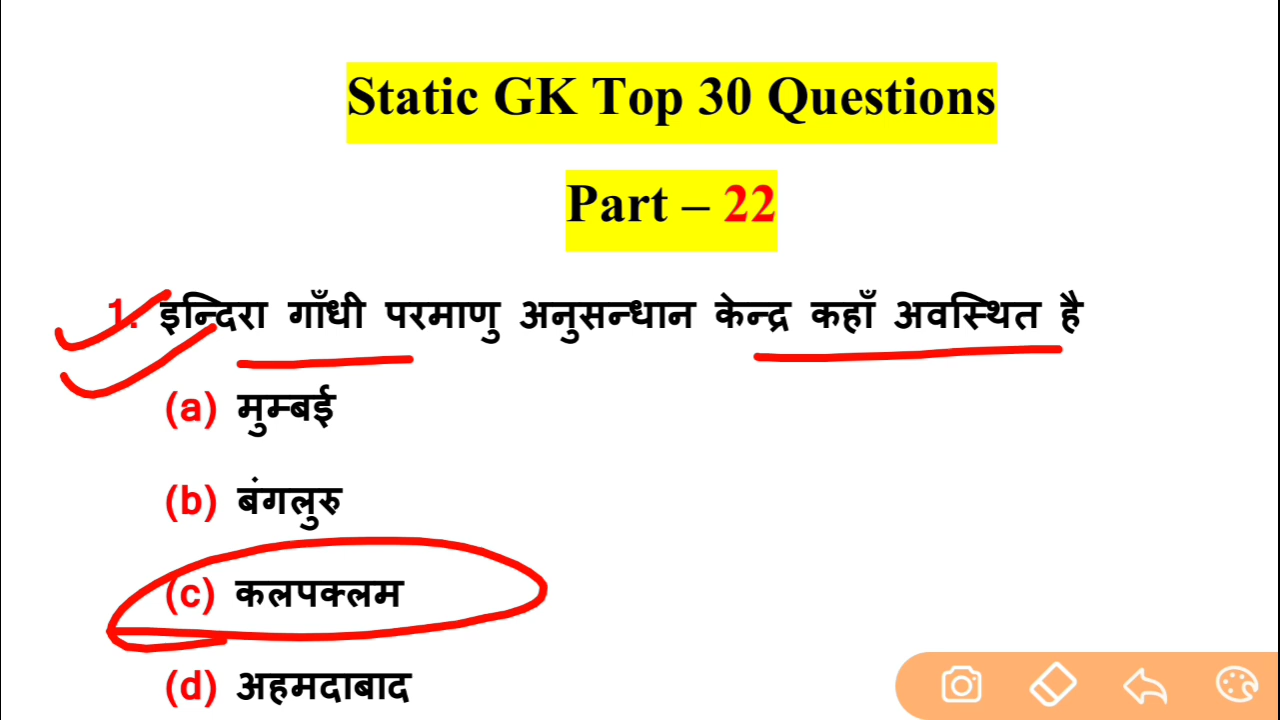 Static GK Top 30 Questions
Part – 22
1. इन्दिरा गाँधी परमाणु अनुसन्धान केन्द्र कहाँ अवस्थित है
(a) मुम्बई
(b) बंगलुरु
(c) कलपक्लम
(d) अहमदाबाद